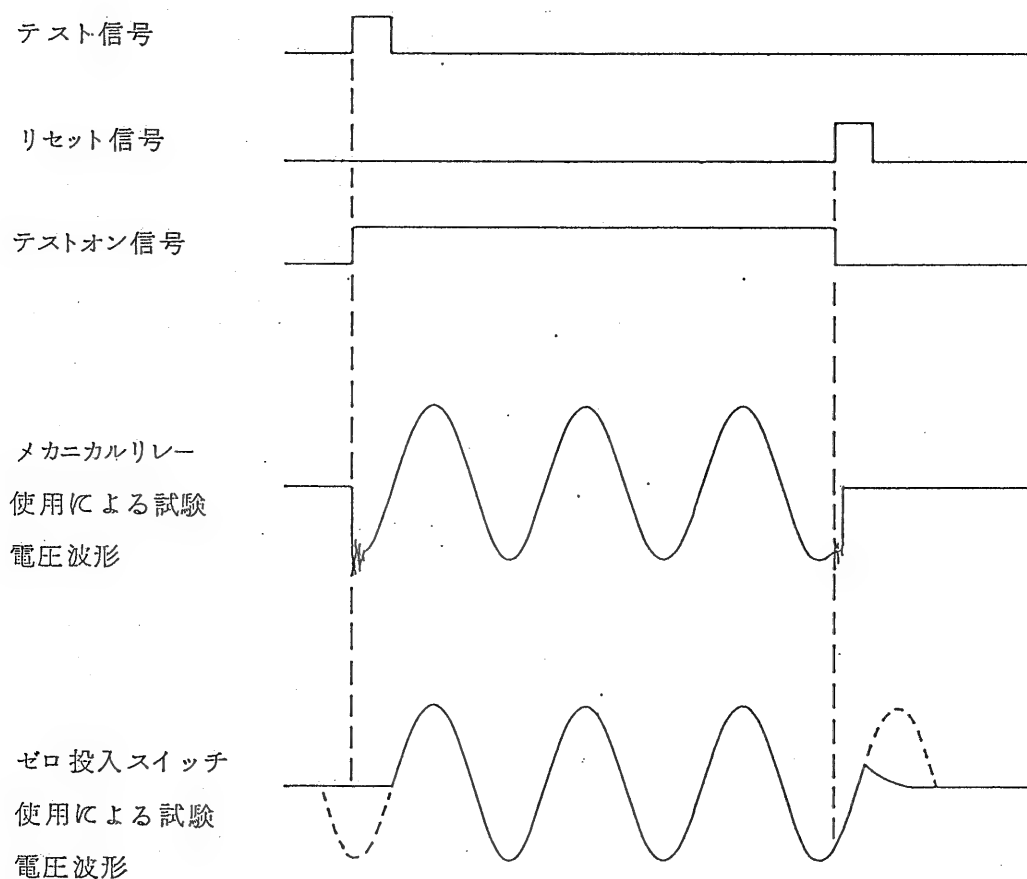 テスト信号
リセット信号
テストオン信号
メカニカルリレー
使用による試験
電圧波形
ゼロ投入スイッチ
使用による試験
電圧波形